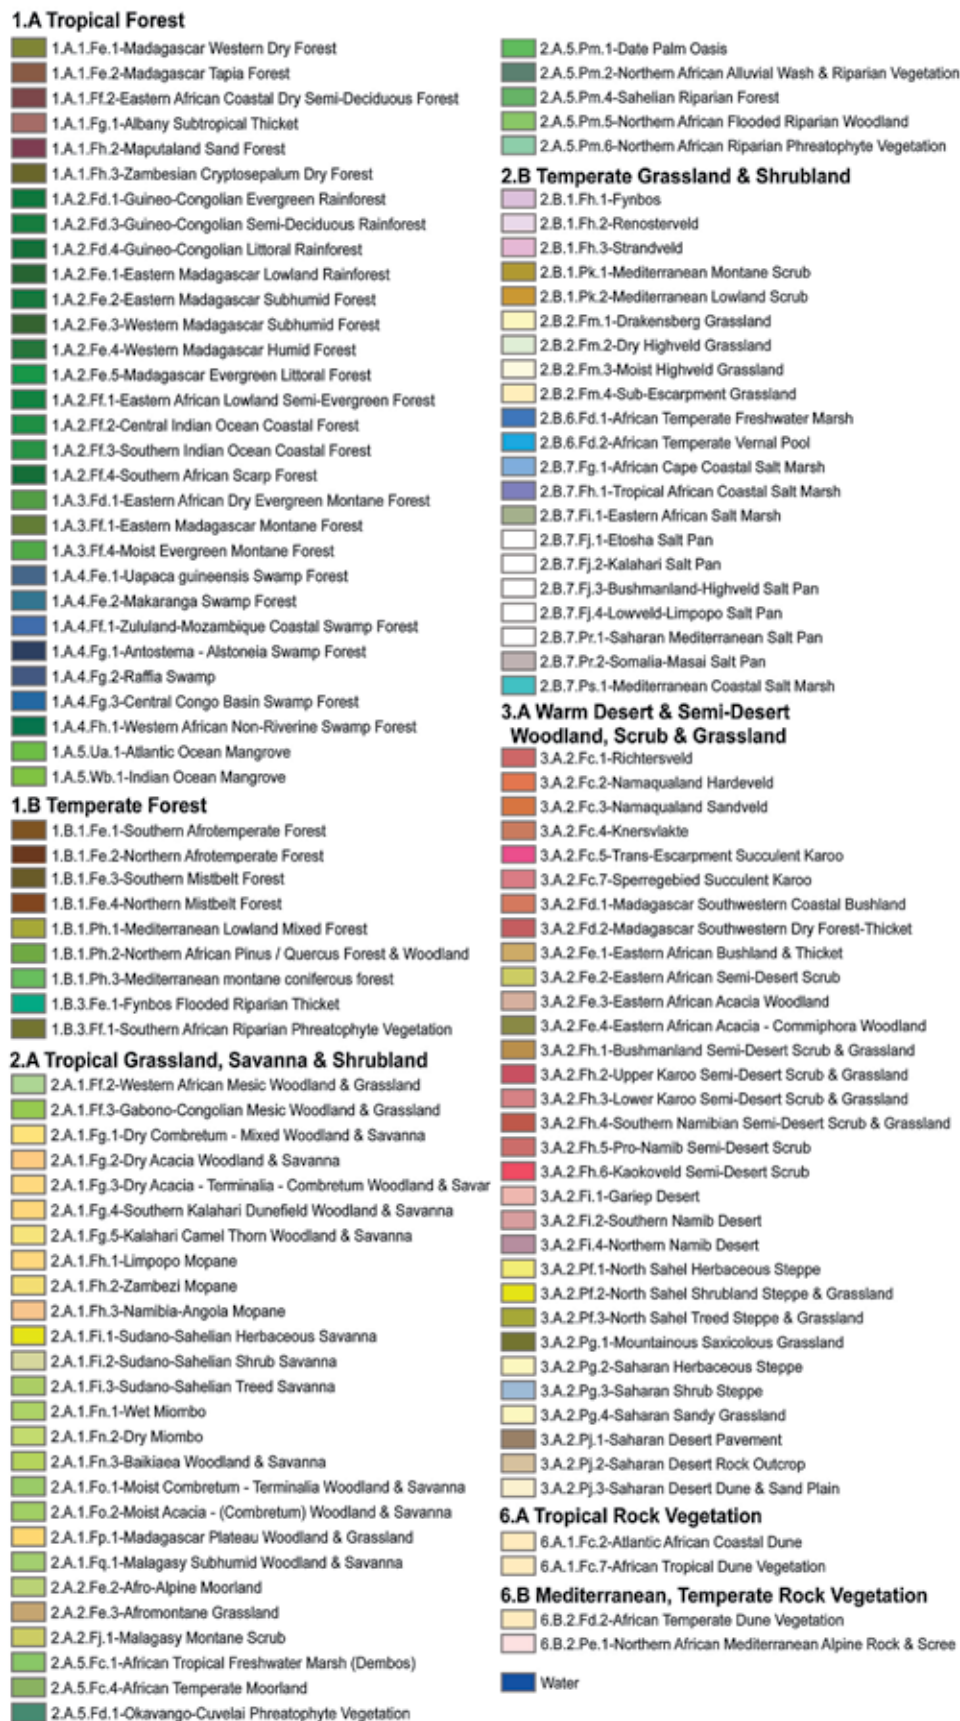 1.A Tropical Forest
1.A.1.Fe.1-Madagascar Western Dry Forest
1.A.1.Fe.2-Madagascar Tapia Forest
1.A.1.Ff.2-Eastern African Coastal Dry Semi-Deciduous Forest
1.A.1.Fg.1-Albany Subtropical Thicket
1.A.1.Fh.2-Maputaland Sand Forest
1.A.1.Fh.3-Zambesian Cryptosepalum Dry Forest
1.A.2.Fd.1-Guineo-Congolian Evergreen Rainforest
1.A.2.Fd.3-Guineo-Congolian Semi-Deciduous Rainforest
1.A.2.Fd.4-Guineo-Congolian Littoral Rainforest
1.A.2.Fe.1-Eastern Madagascar Lowland Rainforest
1.A.2.Fe.2-Eastern Madagascar Subhumid Forest
1.A.2.Fe.3-Western Madagascar Subhumid Forest
1.A.2.Fe.4-Western Madagascar Humid Forest
1.A.2.Fe.5-Madagascar Evergreen Littoral Forest
1.A.2.Ff.1-Eastern African Lowland Semi-Evergreen Forest
1.A.2.Ff.2-Central Indian Ocean Coastal Forest
1.A.2.Ff.3-Southern Indian Ocean Coastal Forest
1.A.2.Ff.4-Southern African Scarp Forest
1.A.3.Fd.1-Eastern African Dry Evergreen Montane Forest
1.A.3.Ff.1-Eastern Madagascar Montane Forest
1.A.3.Ff.4-Moist Evergreen Montane Forest
1.A.4.Fe.1-Uapaca guineensis Swamp Forest
1.A.4.Fe.2-Makaranga Swamp Forest
1.A.4.Ff.1-Zululand-Mozambique Coastal Swamp Forest
1.A.4.Fg.1-Antostema - Alstoneia Swamp Forest
1.A.4.Fg.2-Raffia Swamp
1.A.4.Fg.3-Central Congo Basin Swamp Forest
1.A.4.Fh.1-Western African Non-Riverine Swamp Forest
1.A.5.Ua.1-Atlantic Ocean Mangrove
1.A.5.Wb.1-Indian Ocean Mangrove
1.B Temperate Forest
1.B.1.Fe.1-Southern Afrotemperate Forest
1.B.1.Fe.2-Northern Afrotemperate Forest
1.B.1.Fe.3-Southern Mistbelt Forest
1.B.1.Fe.4-Northern Mistbelt Forest
1.B.1.Ph.1-Mediterranean Lowland Mixed Forest
1.B.1.Ph.2-Northern African Pinus / Quercus Forest & Woodland
1.B.1.Ph.3-Mediterranean montane coniferous forest
1.B.3.Fe.1-Fynbos Flooded Riparian Thicket
1.B.3.Ff.1-Southern African Riparian Phreatophyte Vegetation
2.A Tropical Grassland, Savanna & Shrubland
2.A.1.Ff.2-Western African Mesic Woodland & Grassland
2.A.1.Ff.3-Gabono-Congolian Mesic Woodland & Grassland
2.A.1.Fg.1-Dry Combretum - Mixed Woodland & Savanna
2.A.1.Fg.2-Dry Acacia Woodland & Savanna
2.A.1.Fg.3-Dry Acacia - Terminalia - Combretum Woodland & Savar
2.A.1.Fg.4-Southern Kalahari Dunefield Woodland & Savanna
2.A.1.Fg.5-Kalahari Camel Thorn Woodland & Savanna
2.A.1.Fh.1-Limpopo Mopane
2.A.1.Fh.2-Zambezi Mopane
2.A.1.Fh.3-Namibia-Angola Mopane
2.A.1.Fi.1-Sudano-Sahelian Herbaceous Savanna
2.A.1.Fi.2-Sudano-Sahelian Shrub Savanna
2.A.1.Fi.3-Sudano-Sahelian Treed Savanna
2.A.1.Fn.1-Wet Miombo
2.A.1.Fn.2-Dry Miombo
2.A.1.Fn.3-Baikiaea Woodland & Savanna
2.A.1.Fo.1-Moist Combretum - Terminalia Woodland & Savanna
2.A.1.Fo.2-Moist Acacia - (Combretum) Woodland & Savanna
2.A.1.Fp.1-Madagascar Plateau Woodland & Grassland
2.A.1.Fq.1-Malagasy Subhumid Woodland & Savanna
2.A.2.Fe.2-Afro-Alpine Moorland
2.A.2.Fe.3-Afromontane Grassland
2.A.2.Fj.1-Malagasy Montane Scrub
2.A.5.Fc.1-African Tropical Freshwater Marsh (Dembos)
2.A.5.Fc.4-African Temperate Moorland
2.A.5.Fd.1-Okavango-Cuvelai Phreatophyte Vegetation
2.A.5.Pm.1-Date Palm Oasis
2.A.5.Pm.2-Northern African Alluvial Wash & Riparian Vegetation
2.A.5.Pm.4-Sahelian Riparian Forest
2.A.5.Pm.5-Northern African Flooded Riparian Woodland
2.A.5.Pm.6-Northern African Riparian Phreatophyte Vegetation
2.B Temperate Grassland & Shrubland
2.B.1.Fh.1-Fynbos
2.B.1.Fh.2-Renosterveld
2.B.1.Fh.3-Strandveld
2.B.1.Pk.1-Mediterranean Montane Scrub
2.B.1.Pk.2-Mediterranean Lowland Scrub
2.B.2.Fm.1-Drakensberg Grassland
2.B.2.Fm.2-Dry Highveld Grassland
2.B.2.Fm.3-Moist Highveld Grassland
2.B.2.Fm.4-Sub-Escarpment Grassland
2.B.6.Fd.1-African Temperate Freshwater Marsh
2.B.6.Fd.2-African Temperate Vernal Pool
2.B.7.Fg.1-African Cape Coastal Salt Marsh
2.B.7.Fh.1-Tropical African Coastal Salt Marsh
2.B.7.Fi.1-Eastern African Salt Marsh
2.B.7.Fj.1-Etosha Salt Pan
2.B.7.Fj.2-Kalahari Salt Pan
2.B.7.Fj.3-Bushmanland-Highveld Salt Pan
2.B.7.Fj.4-Lowveld-Limpopo Salt Pan
2.B.7.Pr.1-Saharan Mediterranean Salt Pan
2.B.7.Pr.2-Somalia-Masai Salt Pan
2.B.7.Ps.1-Mediterranean Coastal Salt Marsh
3.A Warm Desert & Semi-Desert
Woodland, Scrub & Grassland
3.A.2.Fc.1-Richtersveld
3.A.2.Fc.2-Namaqualand Hardeveld
3.A.2.Fc.3-Namaqualand Sandveld
3.A.2.Fc.4-Knersvlakte
3.A.2.Fc.5-Trans-Escarpment Succulent Karoo
3.A.2.Fc.7-Sperregebied Succulent Karoo
3.A.2.Fd.1-Madagascar Southwestern Coastal Bushland
3.A.2.Fd.2-Madagascar Southwestern Dry Forest-Thicket
3.A.2.Fe.1-Eastern African Bushland & Thicket
3.A.2.Fe.2-Eastern African Semi-Desert Scrub
3.A.2.Fe.3-Eastern African Acacia Woodland
3.A.2.Fe.4-Eastern African Acacia - Commiphora Woodland
3.A.2.Fh.1-Bushmanland Semi-Desert Scrub & Grassland
3.A.2.Fh.2-Upper Karoo Semi-Desert Scrub & Grassland
3.A.2.Fh.3-Lower Karoo Semi-Desert Scrub & Grassland
3.A.2.Fh.4-Southern Namibian Semi-Desert Scrub & Grassland
3.A.2.Fh.5-Pro-Namib Semi-Desert Scrub
3.A.2.Fh.6-Kaokoveld Semi-Desert Scrub
3.A.2.Fi.1-Gariep Desert
3.A.2.Fi.2-Southern Namib Desert
3.A.2.Fi.4-Northern Namib Desert
3.A.2.Pf.1-North Sahel Herbaceous Steppe
3.A.2.Pf.2-North Sahel Shrubland Steppe & Grassland
3.A.2.Pf.3-North Sahel Treed Steppe & Grassland
3.A.2.Pg.1-Mountainous Saxicolous Grassland
3.A.2.Pg.2-Saharan Herbaceous Steppe
3.A.2.Pg.3-Saharan Shrub Steppe
3.A.2.Pg.4-Saharan Sandy Grassland
3.A.2.Pj.1-Saharan Desert Pavement
3.A.2.Pj.2-Saharan Desert Rock Outcrop
3.A.2.Pj.3-Saharan Desert Dune & Sand Plain
6.A Tropical Rock Vegetation
6.A.1.Fc.2-Atlantic African Coastal Dune
6.A.1.Fc.7-African Tropical Dune Vegetation
6.B Mediterranean, Temperate Rock Vegetation
6.B.2.Fd.2-African Temperate Dune Vegetation
6.B.2.Pe.1-Northern African Mediterranean Alpine Rock & Scree
Water